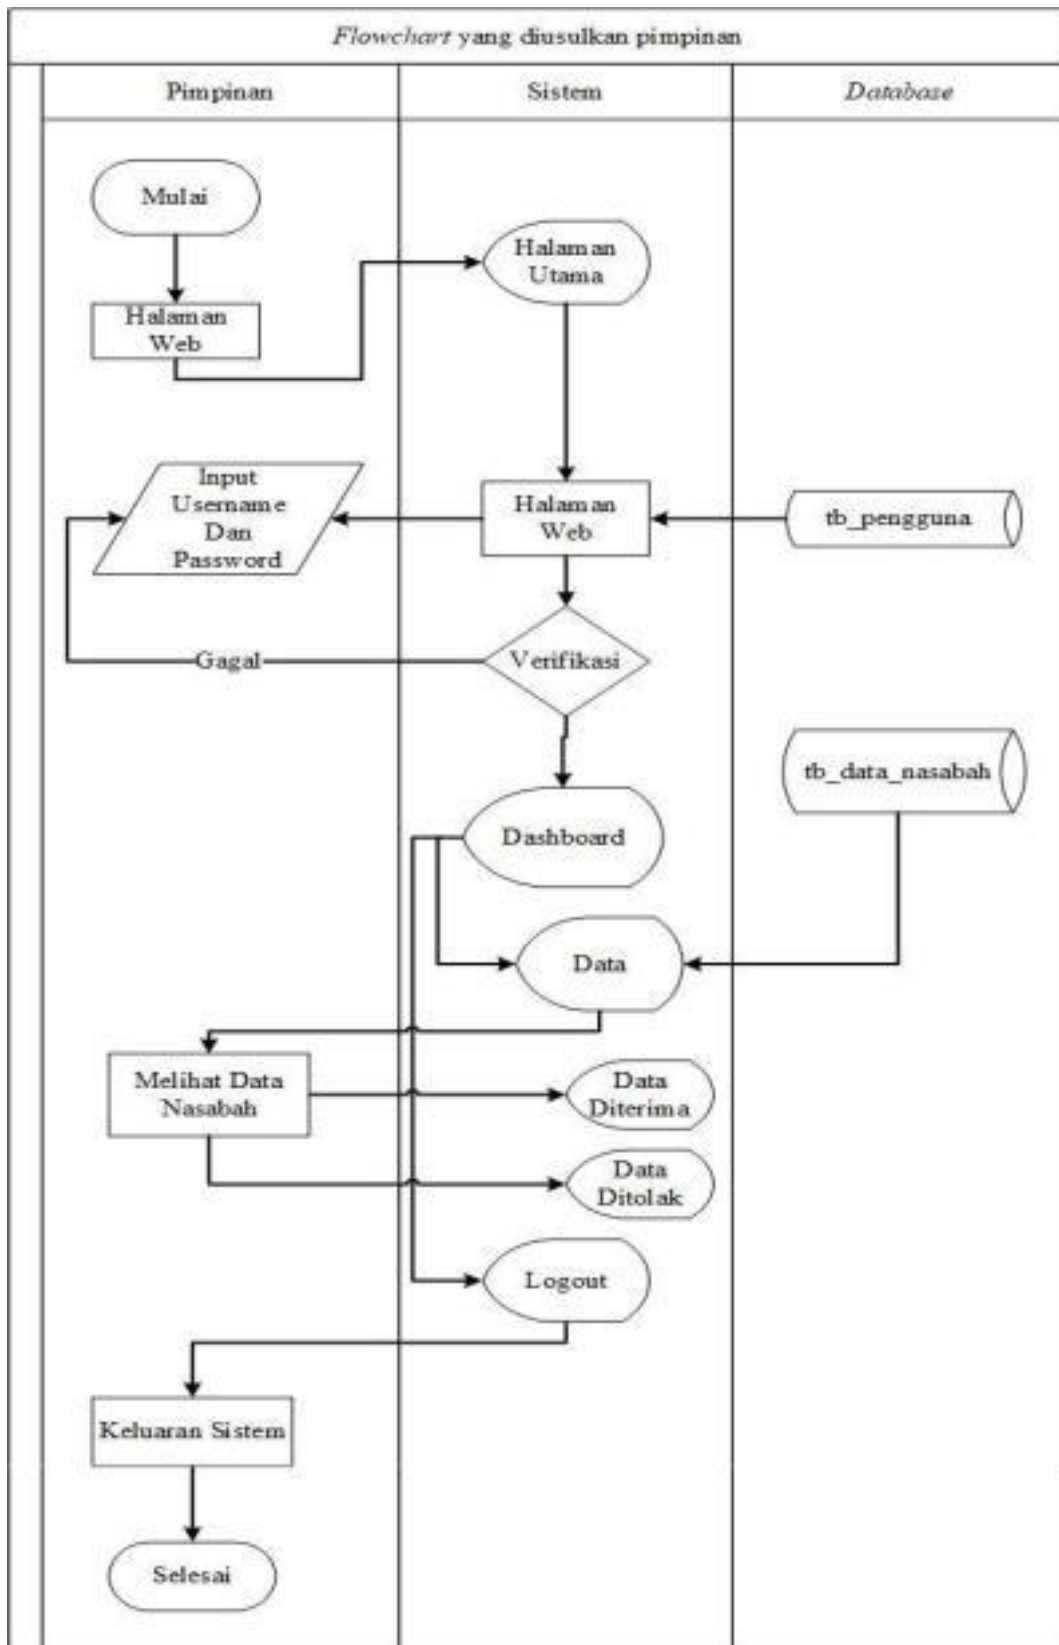 Flowchart yang diusulkan pimpinan
Pimpinan
Sistem
Database
Mulai
Halaman
Utama
Halaman
Web
Input
Username
Dan
Password
Halaman
Web
tb_pengguna
Gagal
Verifikasi
tb_data_nasabah
Dashboard
Data
Melihat Data
Nasabah
Data
Diterima
Data
Ditolak
Logout
Keluaran Sistem
Selesai